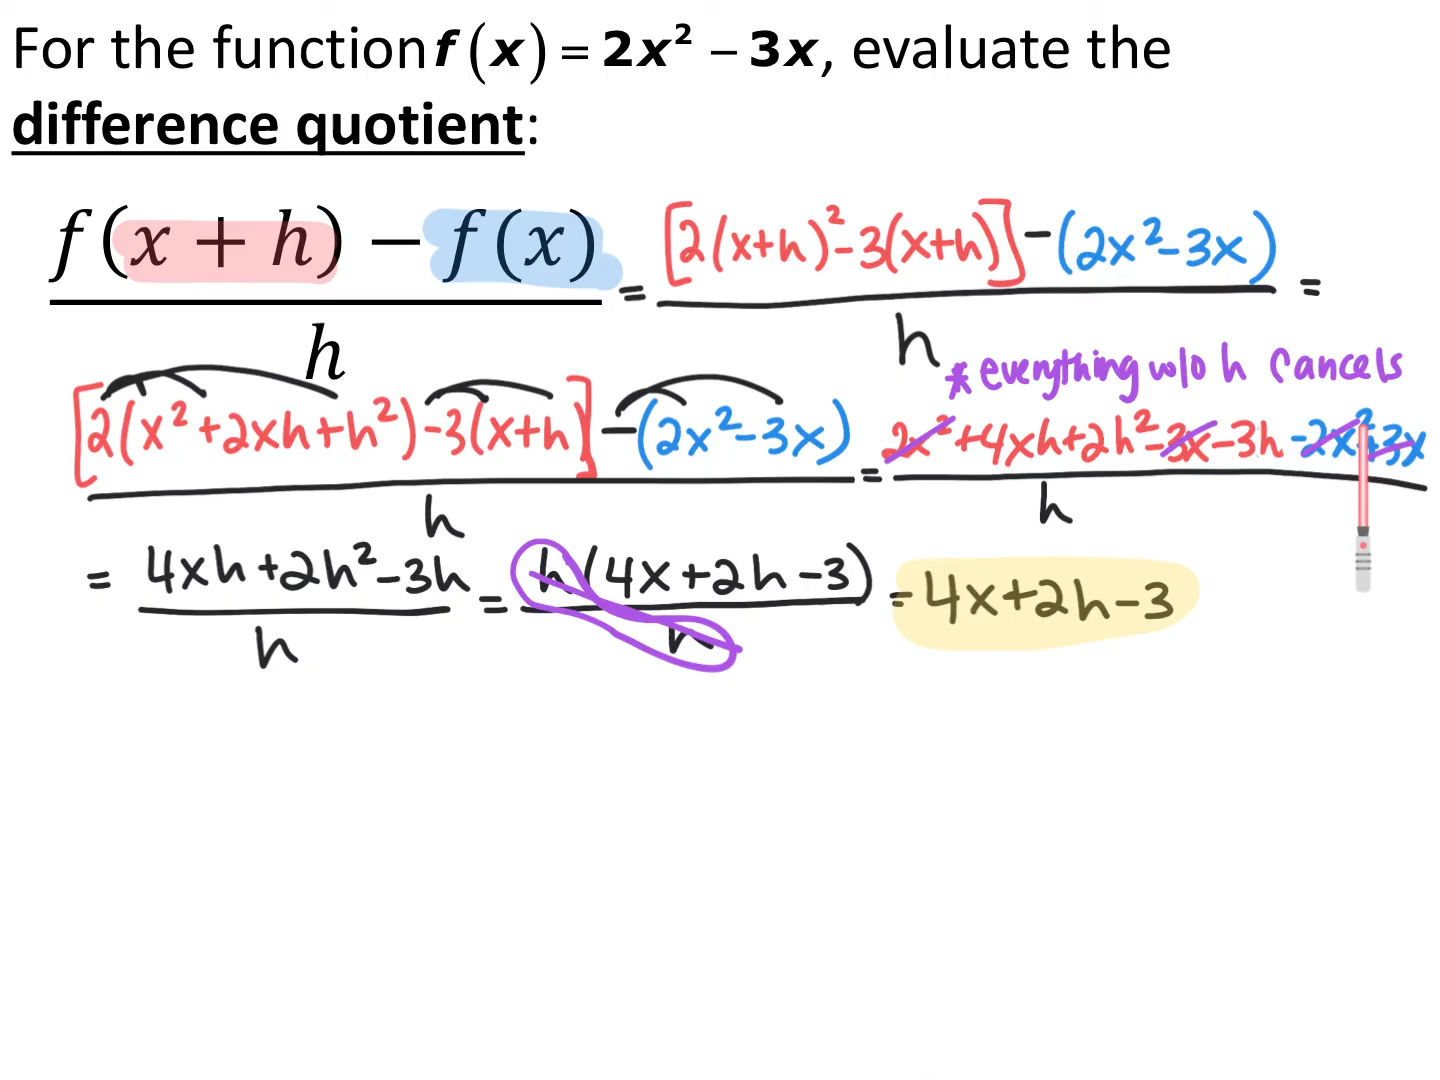 For the function f(x) = 2x² − 3x, evaluate the
difference quotient:
f(x + h) − f(x) / h = [2(x+h)² - 3(x+h)] - (2x² - 3x) / h =
* everything w/o h cancels
[2(x² + 2xh + h²) - 3(x+h)] - (2x² - 3x) / h = 2x² + 4xh + 2h² - 3x - 3h - 2x² + 3x / h
= 4xh + 2h² - 3h / h = h(4x + 2h - 3) / h = 4x + 2h - 3